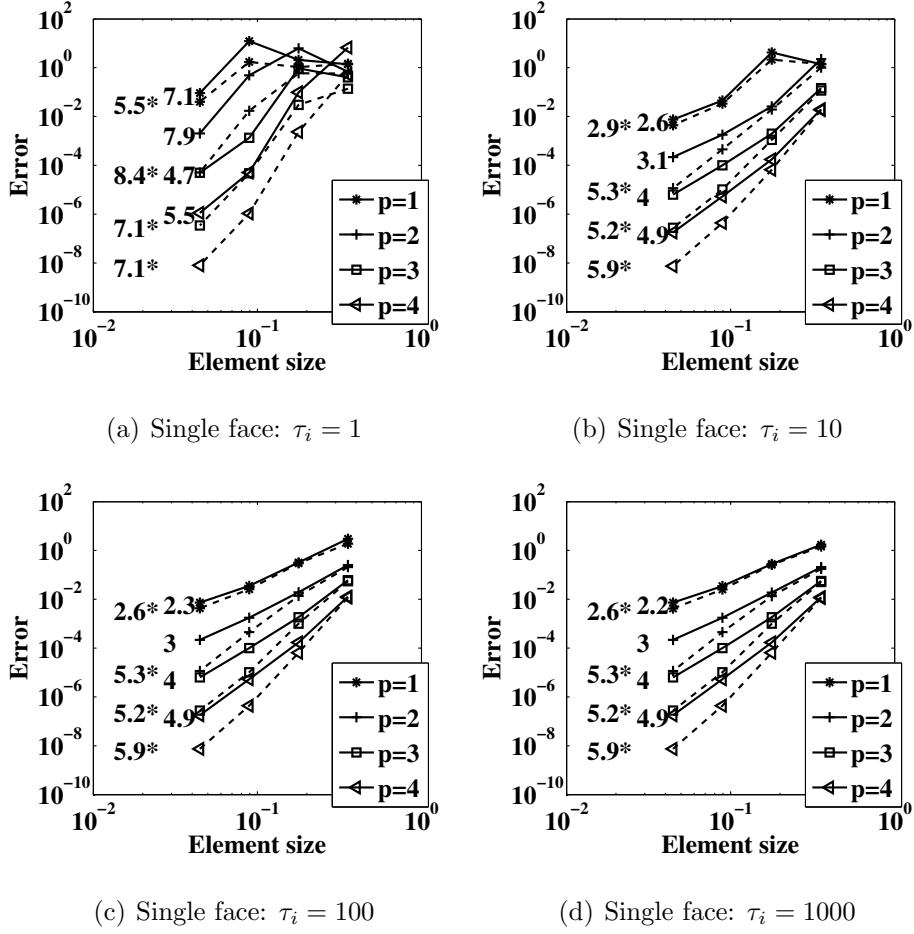 10^2
10^0
10^−2
10^−4
10^−6
10^−8
10^−10
Error
5.5* 7.1
7.9
8.4* 4.7
5.5
7.1*
7.1*
p=1
p=2
p=3
p=4
10^−2 10^−1 10^0
Element size
(a) Single face: τ_i = 1
10^2
10^0
10^−2
10^−4
10^−6
10^−8
10^−10
Error
2.9* 2.6
3.1
5.3*
4
5.2* 4.9
5.9*
p=1
p=2
p=3
p=4
10^−2 10^−1 10^0
Element size
(b) Single face: τ_i = 10
10^2
10^0
10^−2
10^−4
10^−6
10^−8
10^−10
Error
2.6* 2.3
3
5.3*
4
5.2* 4.9
5.9*
p=1
p=2
p=3
p=4
10^−2 10^−1 10^0
Element size
(c) Single face: τ_i = 100
10^2
10^0
10^−2
10^−4
10^−6
10^−8
10^−10
Error
2.6* 2.2
3
5.3*
4
5.2* 4.9
5.9*
p=1
p=2
p=3
p=4
10^−2 10^−1 10^0
Element size
(d) Single face: τ_i = 1000